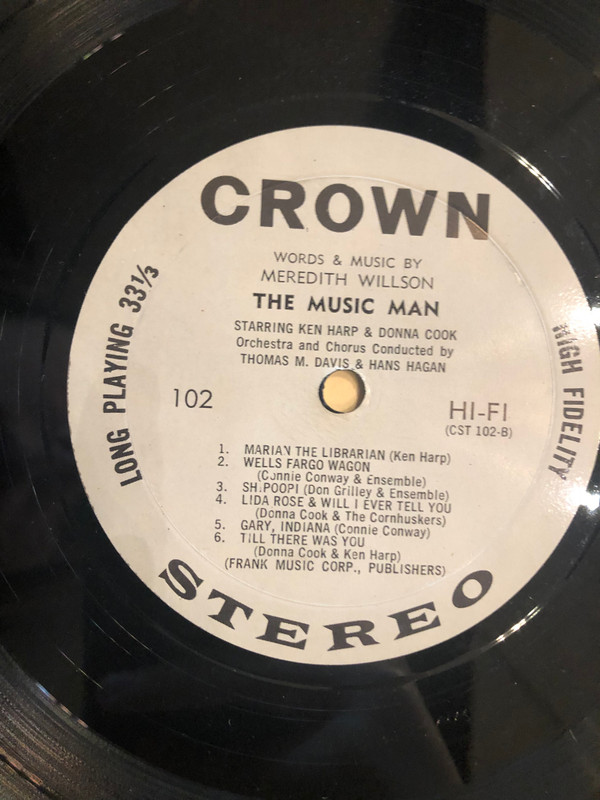 CROWN
WORDS & MUSIC BY
MEREDITH WILLSON
THE MUSIC MAN
STARRING KEN HARP & DONNA COOK
Orchestra and Chorus Conducted by
THOMAS M. DAVIS & HANS HAGAN
LONG PLAYING 33⅓
HIGH FIDELITY
102
HI-FI
(CST 102-B)
1. MARIAN THE LIBRARIAN (Ken Harp)
2. WELLS FARGO WAGON
(Connie Conway & Ensemble)
3. SHIPOOPI (Don Grilley & Ensemble)
4. LIDA ROSE & WILL I EVER TELL YOU
(Donna Cook & The Cornhuskers)
5. GARY, INDIANA (Connie Conway)
6. TILL THERE WAS YOU
(Donna Cook & Ken Harp)
(FRANK MUSIC CORP., PUBLISHERS)
STEREO